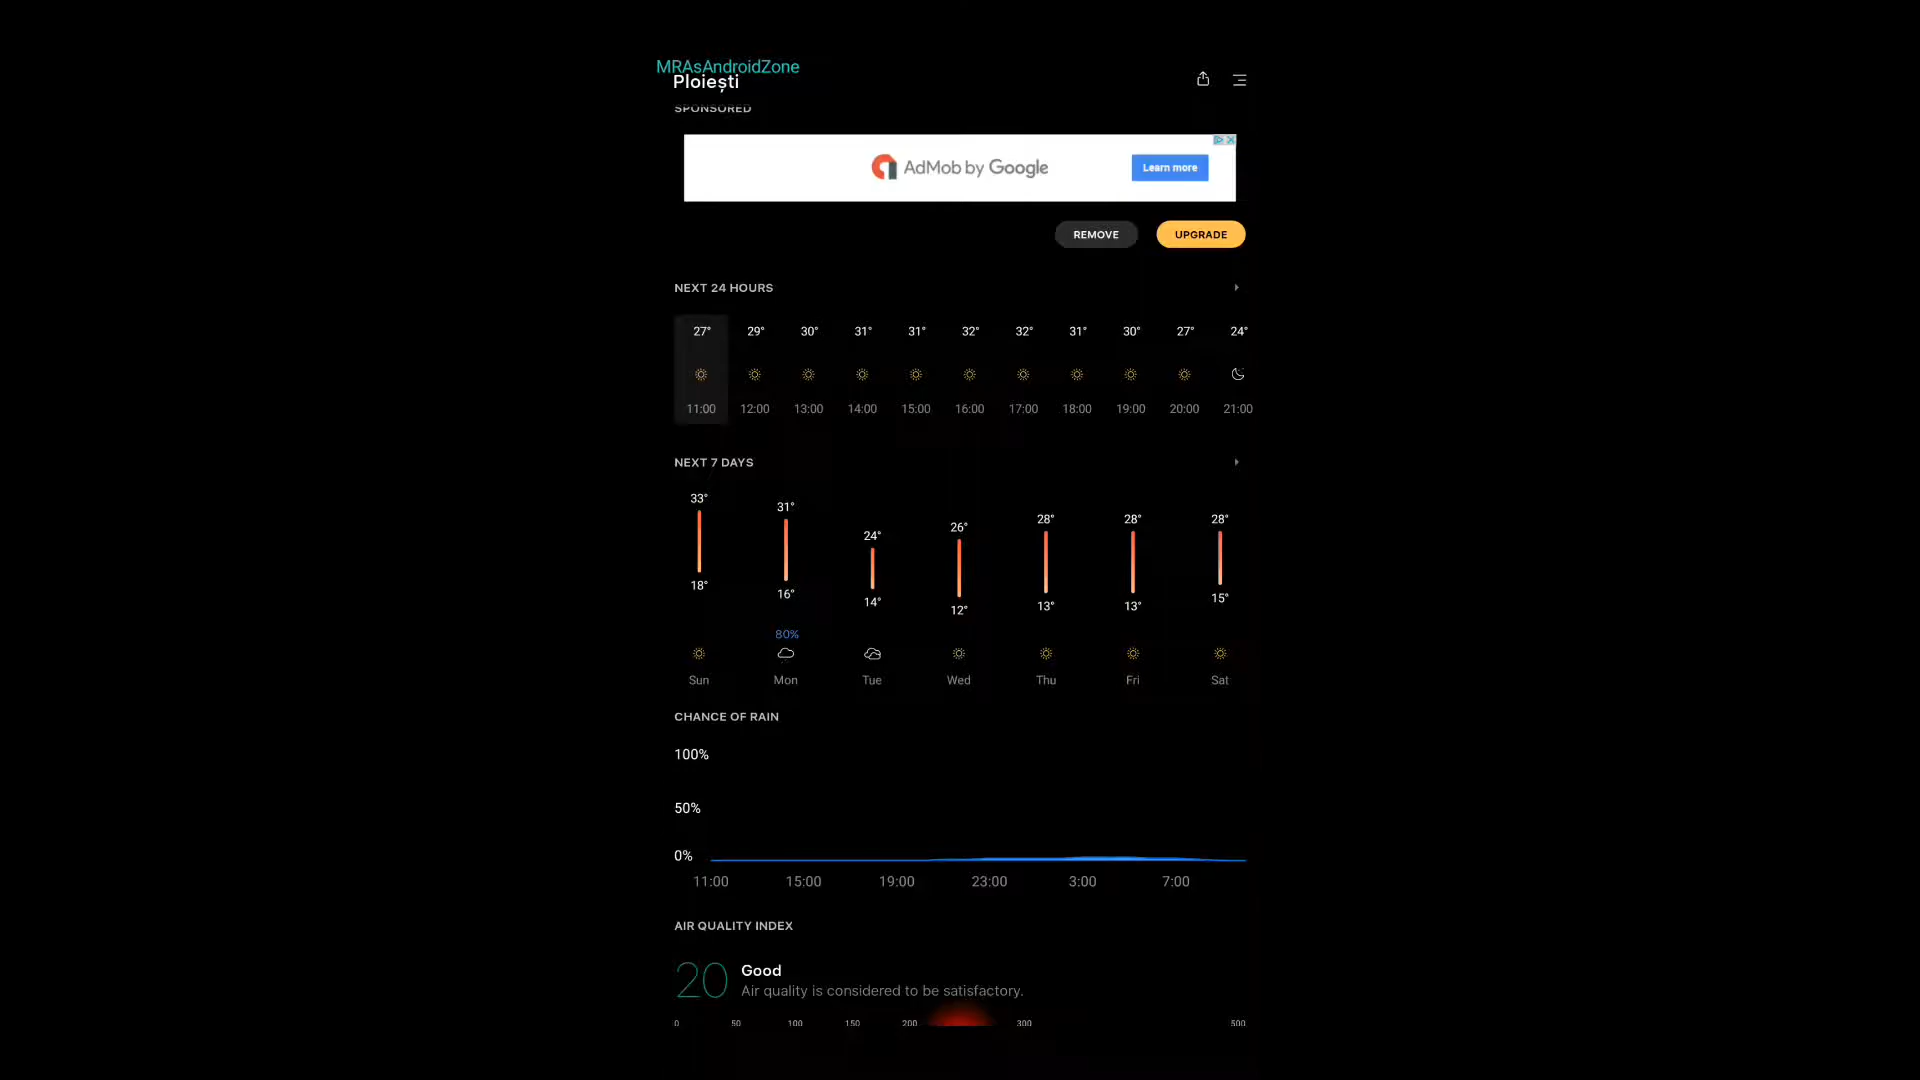 MRAsAndroidZone
Ploiești
SPONSORED
AdMob by Google
Learn more
REMOVE UPGRADE
NEXT 24 HOURS
27° 29° 30° 31° 31° 32° 32° 31° 30° 27° 24°
11:00 12:00 13:00 14:00 15:00 16:00 17:00 18:00 19:00 20:00 21:00
NEXT 7 DAYS
33° 31° 24° 26° 28° 28° 28°
18° 16° 14° 12° 13° 13° 15°
80%
Sun Mon Tue Wed Thu Fri Sat
CHANCE OF RAIN
100%
50%
0%
11:00 15:00 19:00 23:00 3:00 7:00
AIR QUALITY INDEX
20 Good
Air quality is considered to be satisfactory.
0 50 100 150 200 300 500